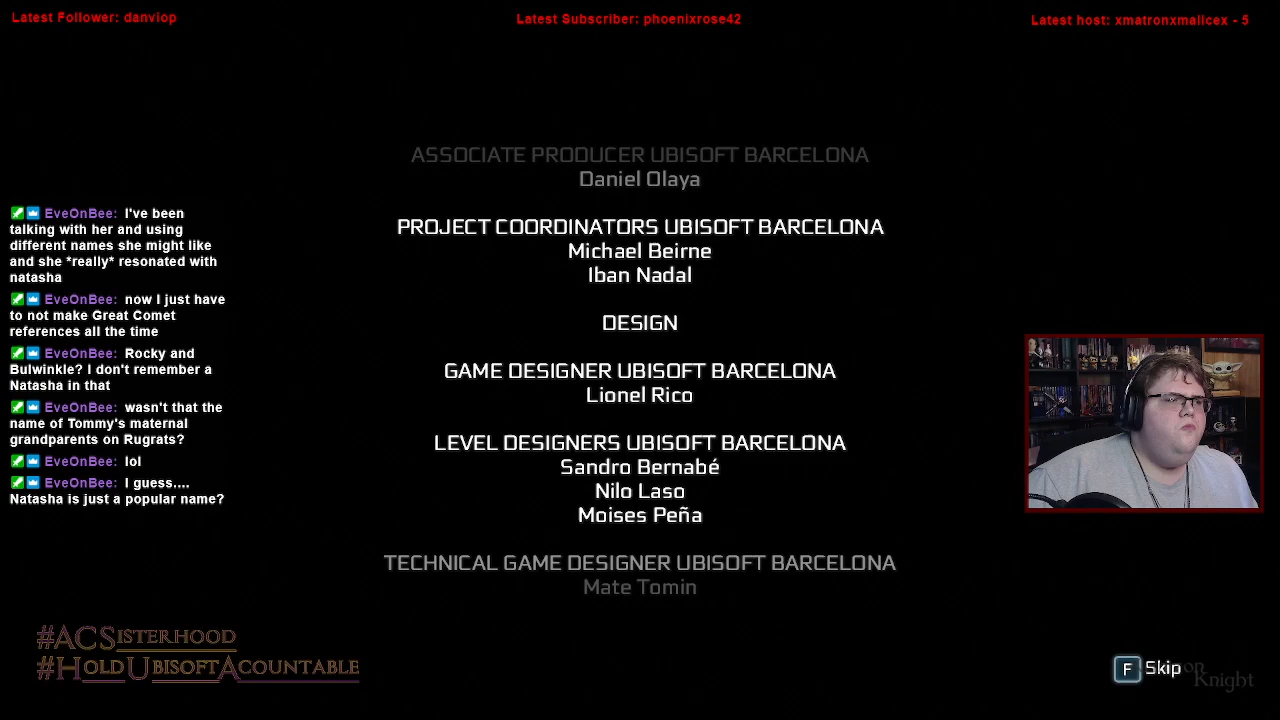 Latest Follower: danviop
Latest Subscriber: phoenixrose42
Latest host: xmatronxmalicex - 5
ASSOCIATE PRODUCER UBISOFT BARCELONA
Daniel Olaya
PROJECT COORDINATORS UBISOFT BARCELONA
Michael Beirne
Iban Nadal
DESIGN
GAME DESIGNER UBISOFT BARCELONA
Lionel Rico
LEVEL DESIGNERS UBISOFT BARCELONA
Sandro Bernabé
Nilo Laso
Moises Peña
TECHNICAL GAME DESIGNER UBISOFT BARCELONA
Mate Tomin
EveOnBee: I've been
talking with her and using
different names she might like
and she *really* resonated with
natasha
EveOnBee: now I just have
to not make Great Comet
references all the time
EveOnBee: Rocky and
Bulwinkle? I don't remember a
Natasha in that
EveOnBee: wasn't that the
name of Tommy's maternal
grandparents on Rugrats?
EveOnBee: lol
EveOnBee: I guess....
Natasha is just a popular name?
#ACSISTERHOOD
#HOLDUBISOFTACOUNTABLE
F Skip
Knight